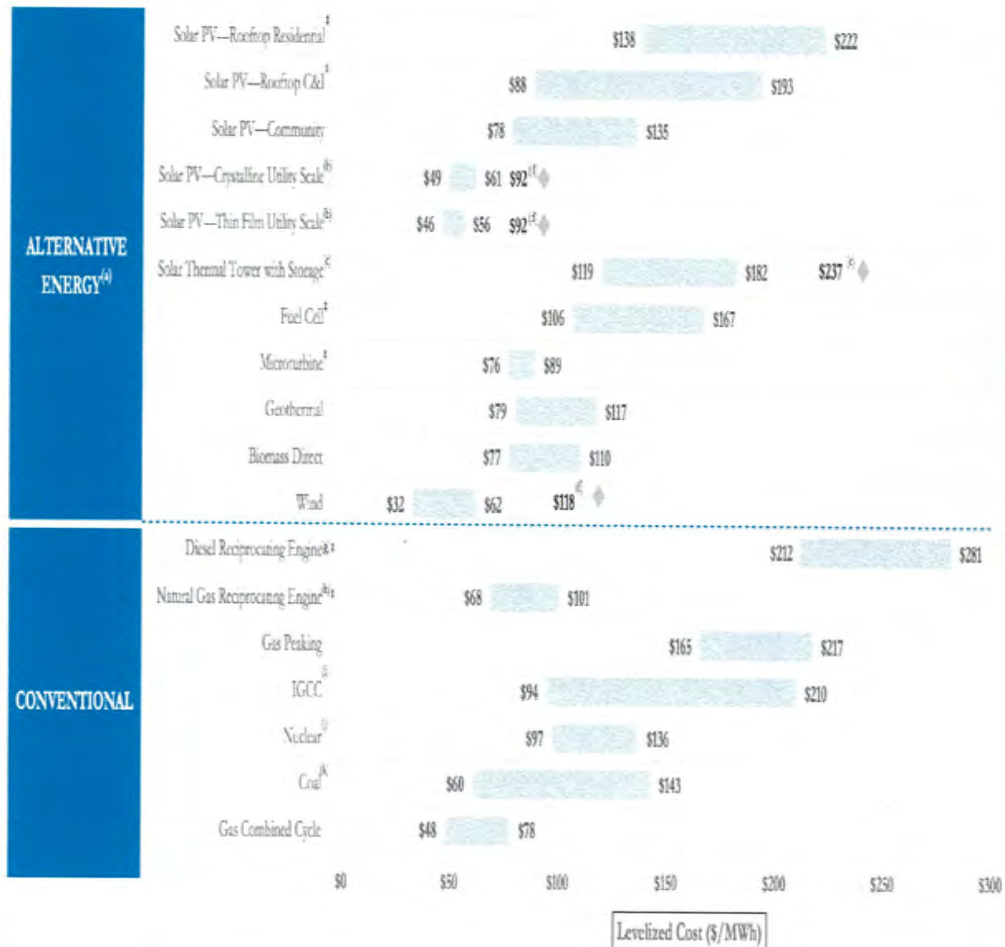 Solar PV—Rooftop Residential‡ $138 $222
Solar PV—Rooftop C&I‡ $88 $193
Solar PV—Community $78 $135
Solar PV—Crystalline Utility Scale(b) $49 $61 $92
Solar PV—Thin Film Utility Scale(b) $46 $56 $92
ALTERNATIVE
ENERGY(a)
Solar Thermal Tower with Storage(c) $119 $182 $237
Fuel Cell‡ $106 $167
Microturbine‡ $76 $89
Geothermal $79 $117
Biomass Direct $77 $110
Wind $32 $62 $118
Diesel Reciprocating Engine $212 $281
Natural Gas Reciprocating Engine $68 $101
Gas Peaking $165 $217
IGCC $94 $210
CONVENTIONAL
Nuclear $97 $136
Coal $60 $143
Gas Combined Cycle $48 $78
$0 $50 $100 $150 $200 $250 $300
Levelized Cost ($/MWh)